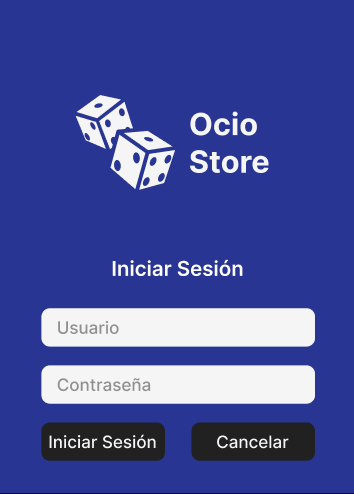 Ocio
Store
Iniciar Sesión
Usuario
Contraseña
Iniciar Sesión
Cancelar